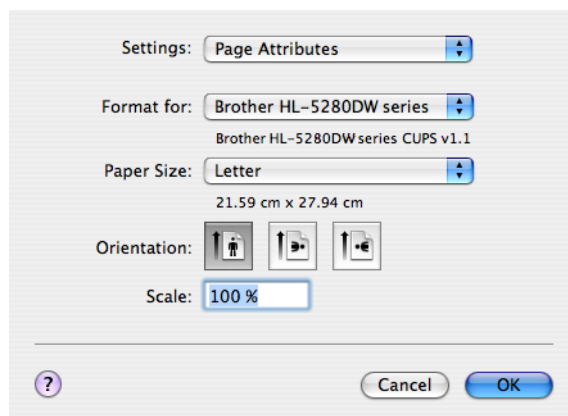 Settings: Page Attributes
Format for: Brother HL-5280DW series
Brother HL-5280DW series CUPS v1.1
Paper Size: Letter
21.59 cm x 27.94 cm
Orientation:
Scale: 100 %
? Cancel OK